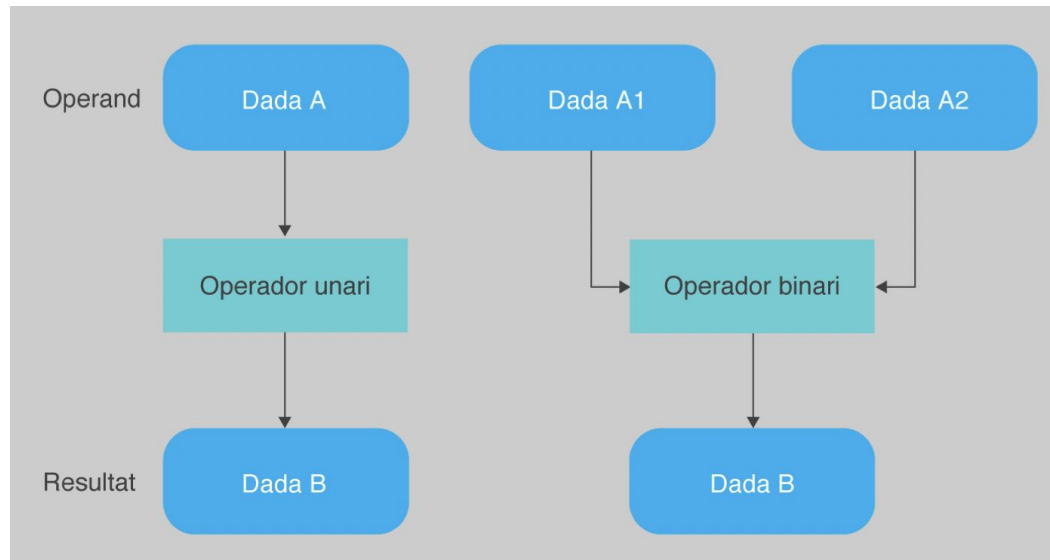 Operand
Dada A
Dada A1
Dada A2
Operador unari
Operador binari
Resultat
Dada B
Dada B